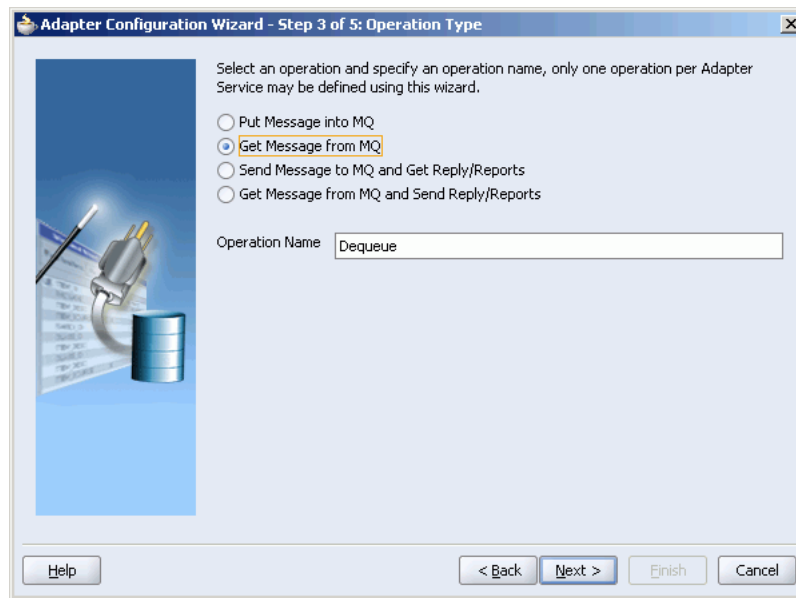 Adapter Configuration Wizard - Step 3 of 5: Operation Type
Select an operation and specify an operation name, only one operation per Adapter
Service may be defined using this wizard.
Put Message into MQ
Get Message from MQ
Send Message to MQ and Get Reply/Reports
Get Message from MQ and Send Reply/Reports
Operation Name Dequeue
Help < Back Next > Finish Cancel